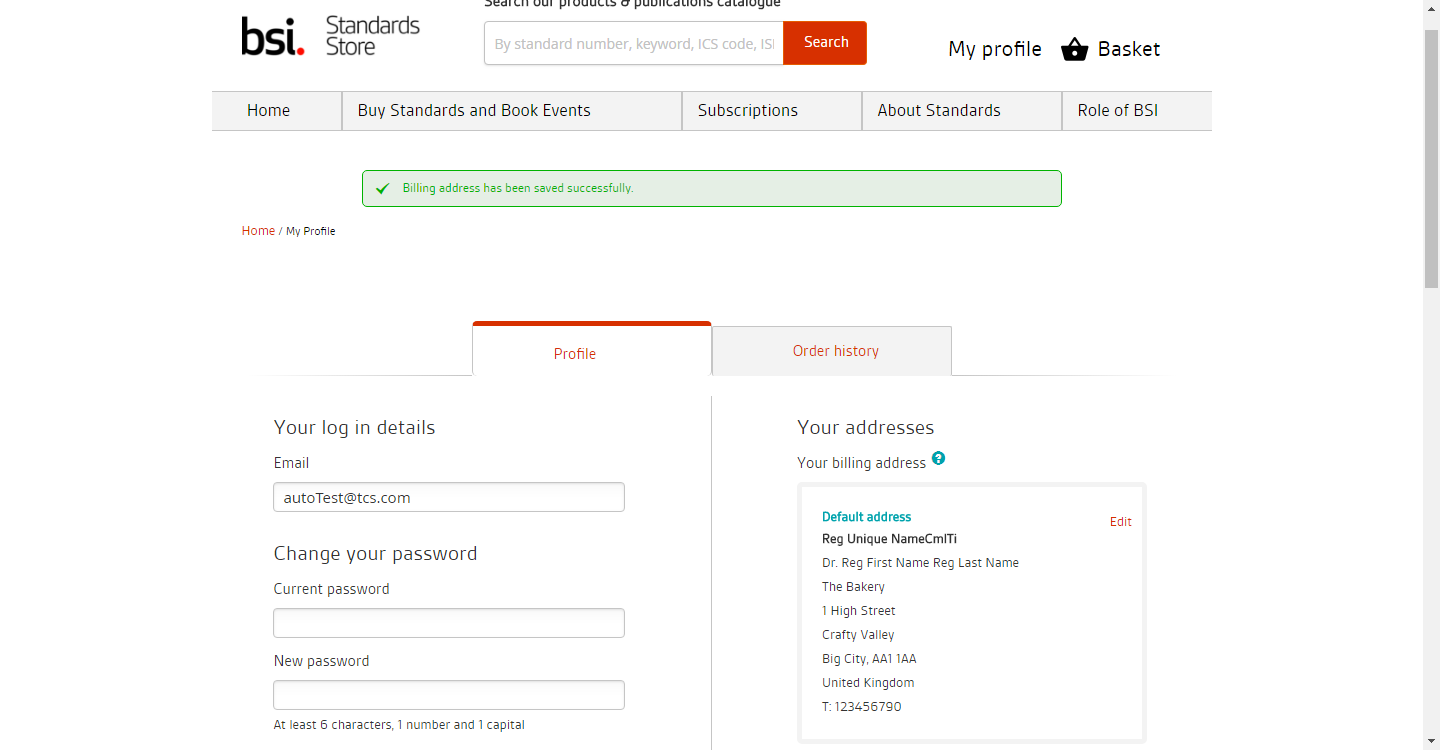 Search our products & publications catalogue
bsi. Standards Store
By standard number, keyword, ICS code, ISI
Search
My profile
Basket
Home
Buy Standards and Book Events
Subscriptions
About Standards
Role of BSI
Billing address has been saved successfully.
Home / My Profile
Profile
Order history
Your log in details
Email
autoTest@tcs.com
Change your password
Current password
New password
At least 6 characters, 1 number and 1 capital
Your addresses
Your billing address ?
Default address
Edit
Reg Unique NameCmlTi
Dr. Reg First Name Reg Last Name
The Bakery
1 High Street
Crafty Valley
Big City, AA1 1AA
United Kingdom
T: 123456790